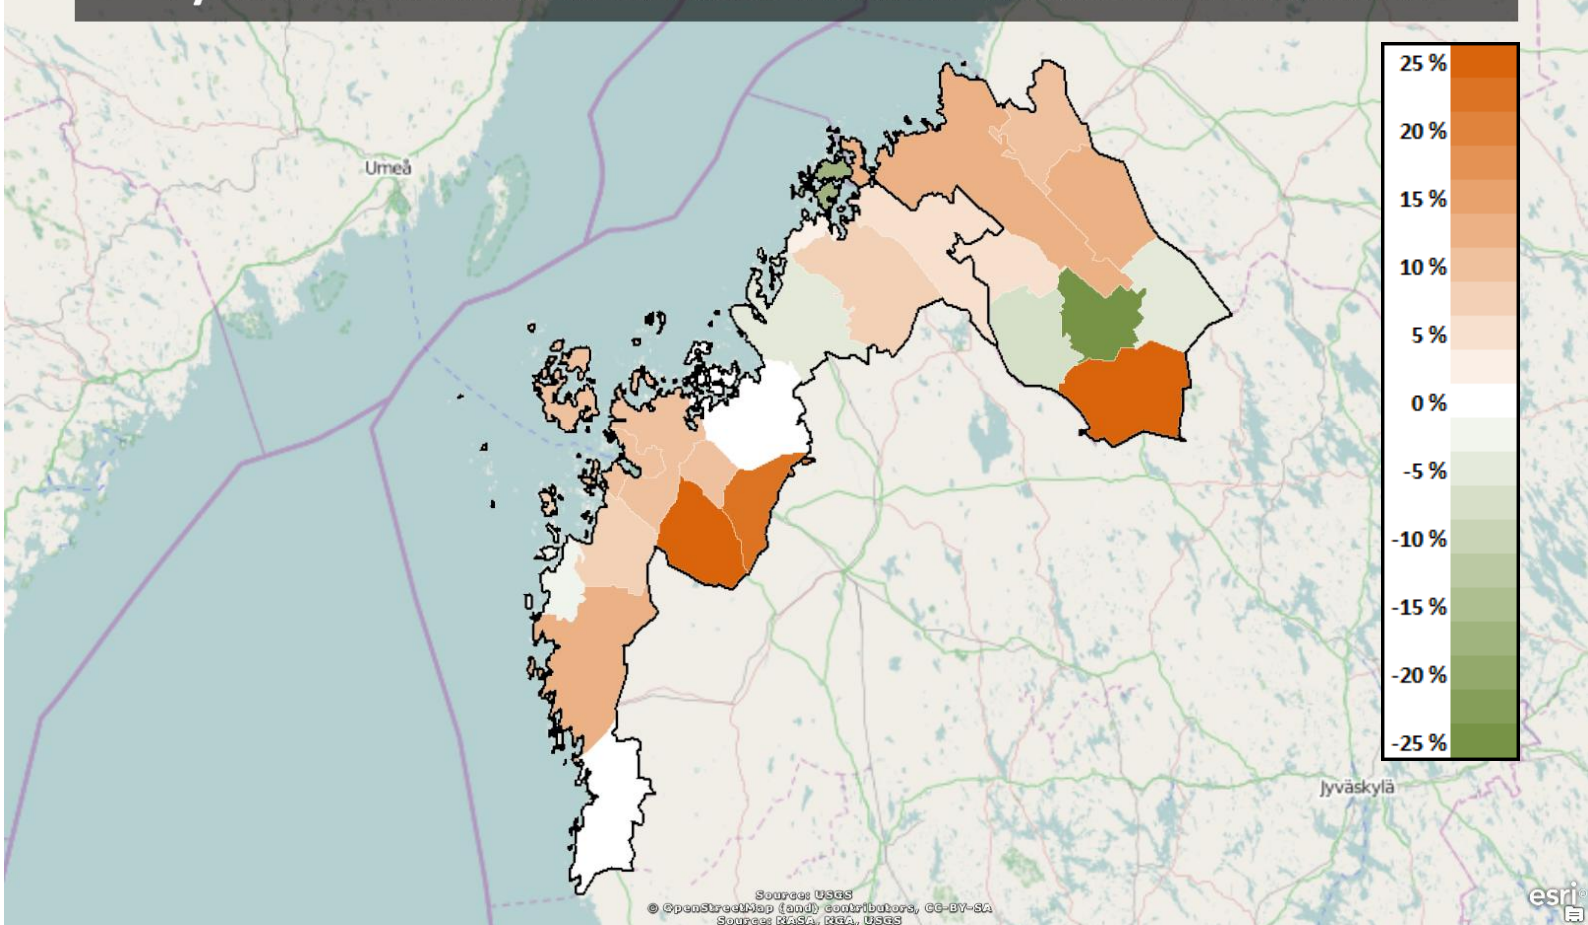 Umeå
25 %
20 %
15 %
10 %
5 %
0 %
-5 %
-10 %
-15 %
-20 %
-25 %
Jyväskylä
Source: USGS
© OpenStreetMap (and) contributors, CC-BY-SA
Source: NASA, NGA, USGS
esri